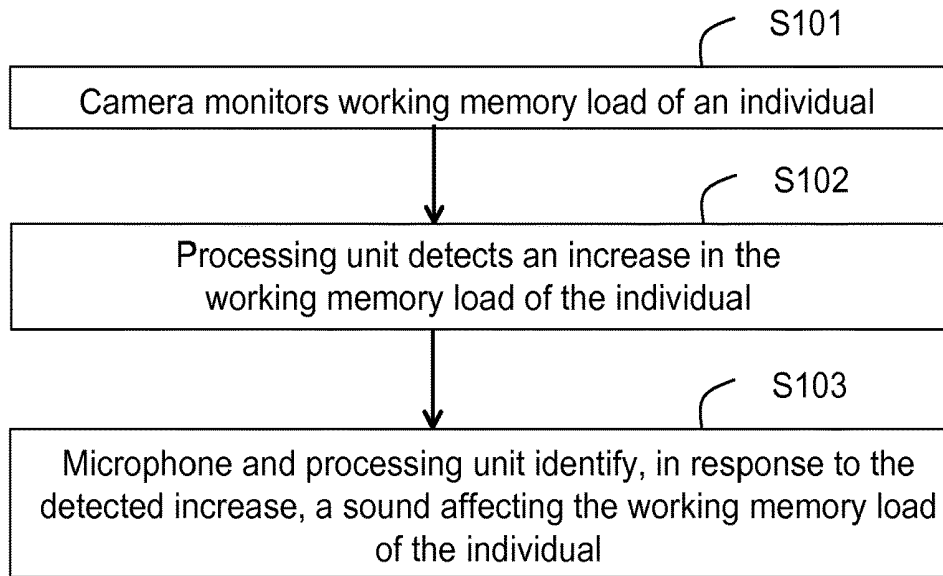 S101
Camera monitors working memory load of an individual
S102
Processing unit detects an increase in the
working memory load of the individual
S103
Microphone and processing unit identify, in response to the
detected increase, a sound affecting the working memory load
of the individual